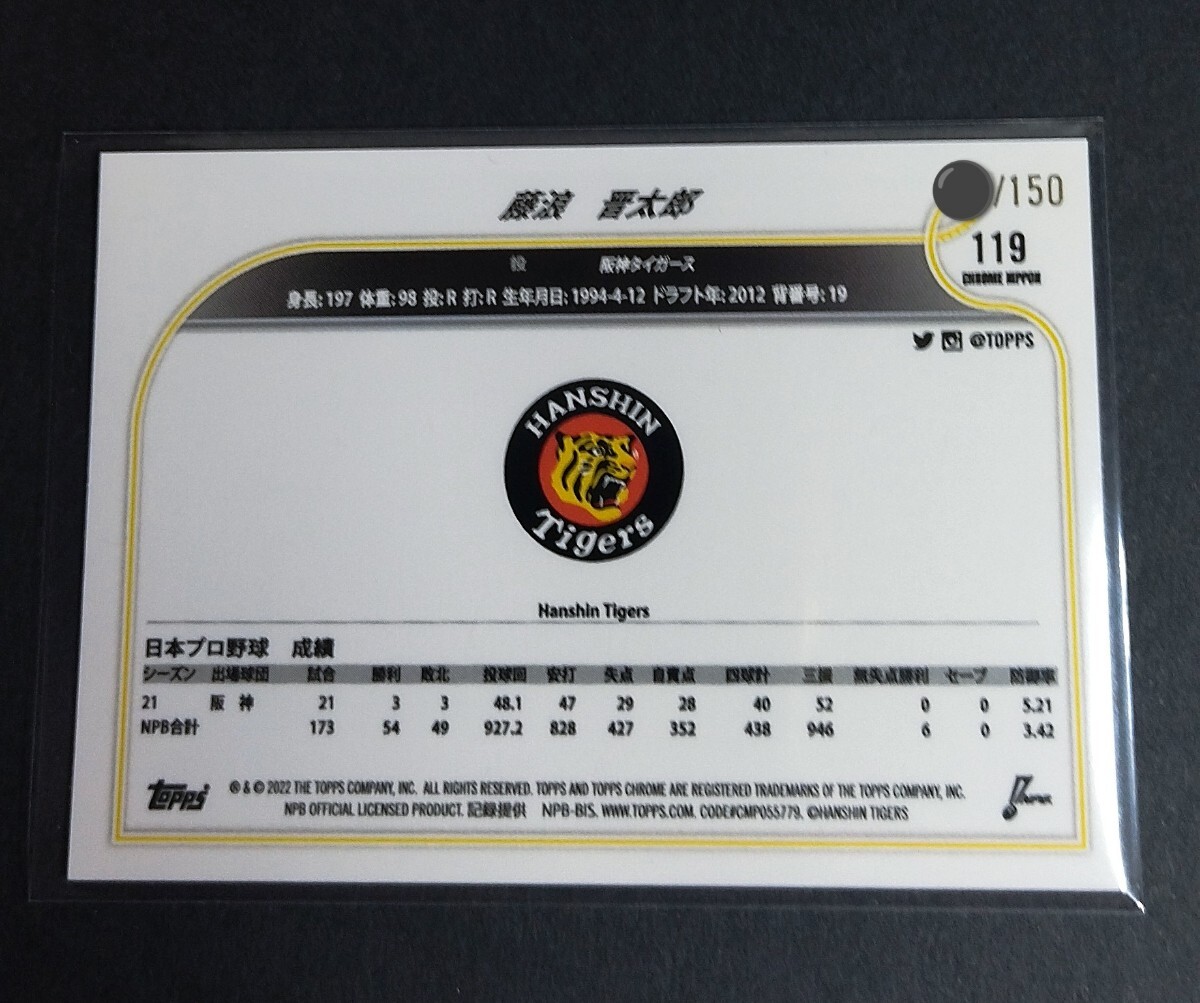 藤浪 晋太郎
/150
119
CHROME NIPPON
投 阪神タイガース
身長: 197 体重: 98 投: R 打: R 生年月日: 1994-4-12 ドラフト年: 2012 背番号: 19
@TOPPS
HANSHIN
Tigers
Hanshin Tigers
日本プロ野球 成績
シーズン 出場球団 試合 勝利 敗北 投球回 安打 失点 自責点 四球計 三振 無失点勝利 セーブ 防御率
21 阪神 21 3 3 48.1 47 29 28 40 52 0 0 5.21
NPB合計 173 54 49 927.2 828 427 352 438 946 6 0 3.42
topps
® & © 2022 THE TOPPS COMPANY, INC. ALL RIGHTS RESERVED. TOPPS AND TOPPS CHROME ARE REGISTERED TRADEMARKS OF THE TOPPS COMPANY, INC.
NPB OFFICIAL LICENSED PRODUCT. 記録提供 NPB-BIS. WWW.TOPPS.COM. CODE#CMP055779. ©HANSHIN TIGERS